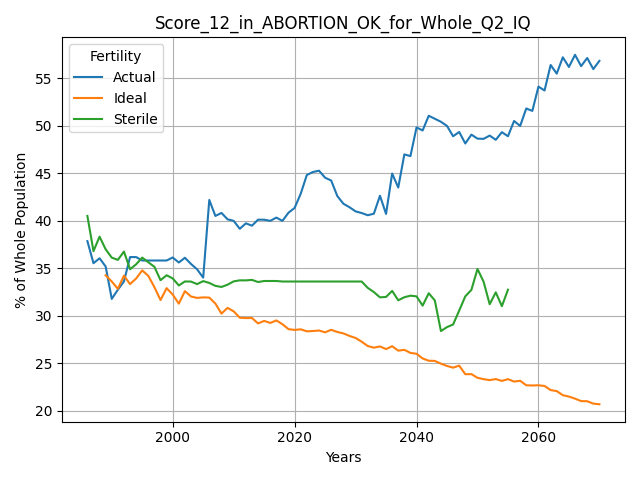 Score_12_in_ABORTION_OK_for_Whole_Q2_IQ
Fertility
Actual
Ideal
Sterile
% of Whole Population
55
50
45
40
35
30
25
20
2000
2020
2040
2060
Years